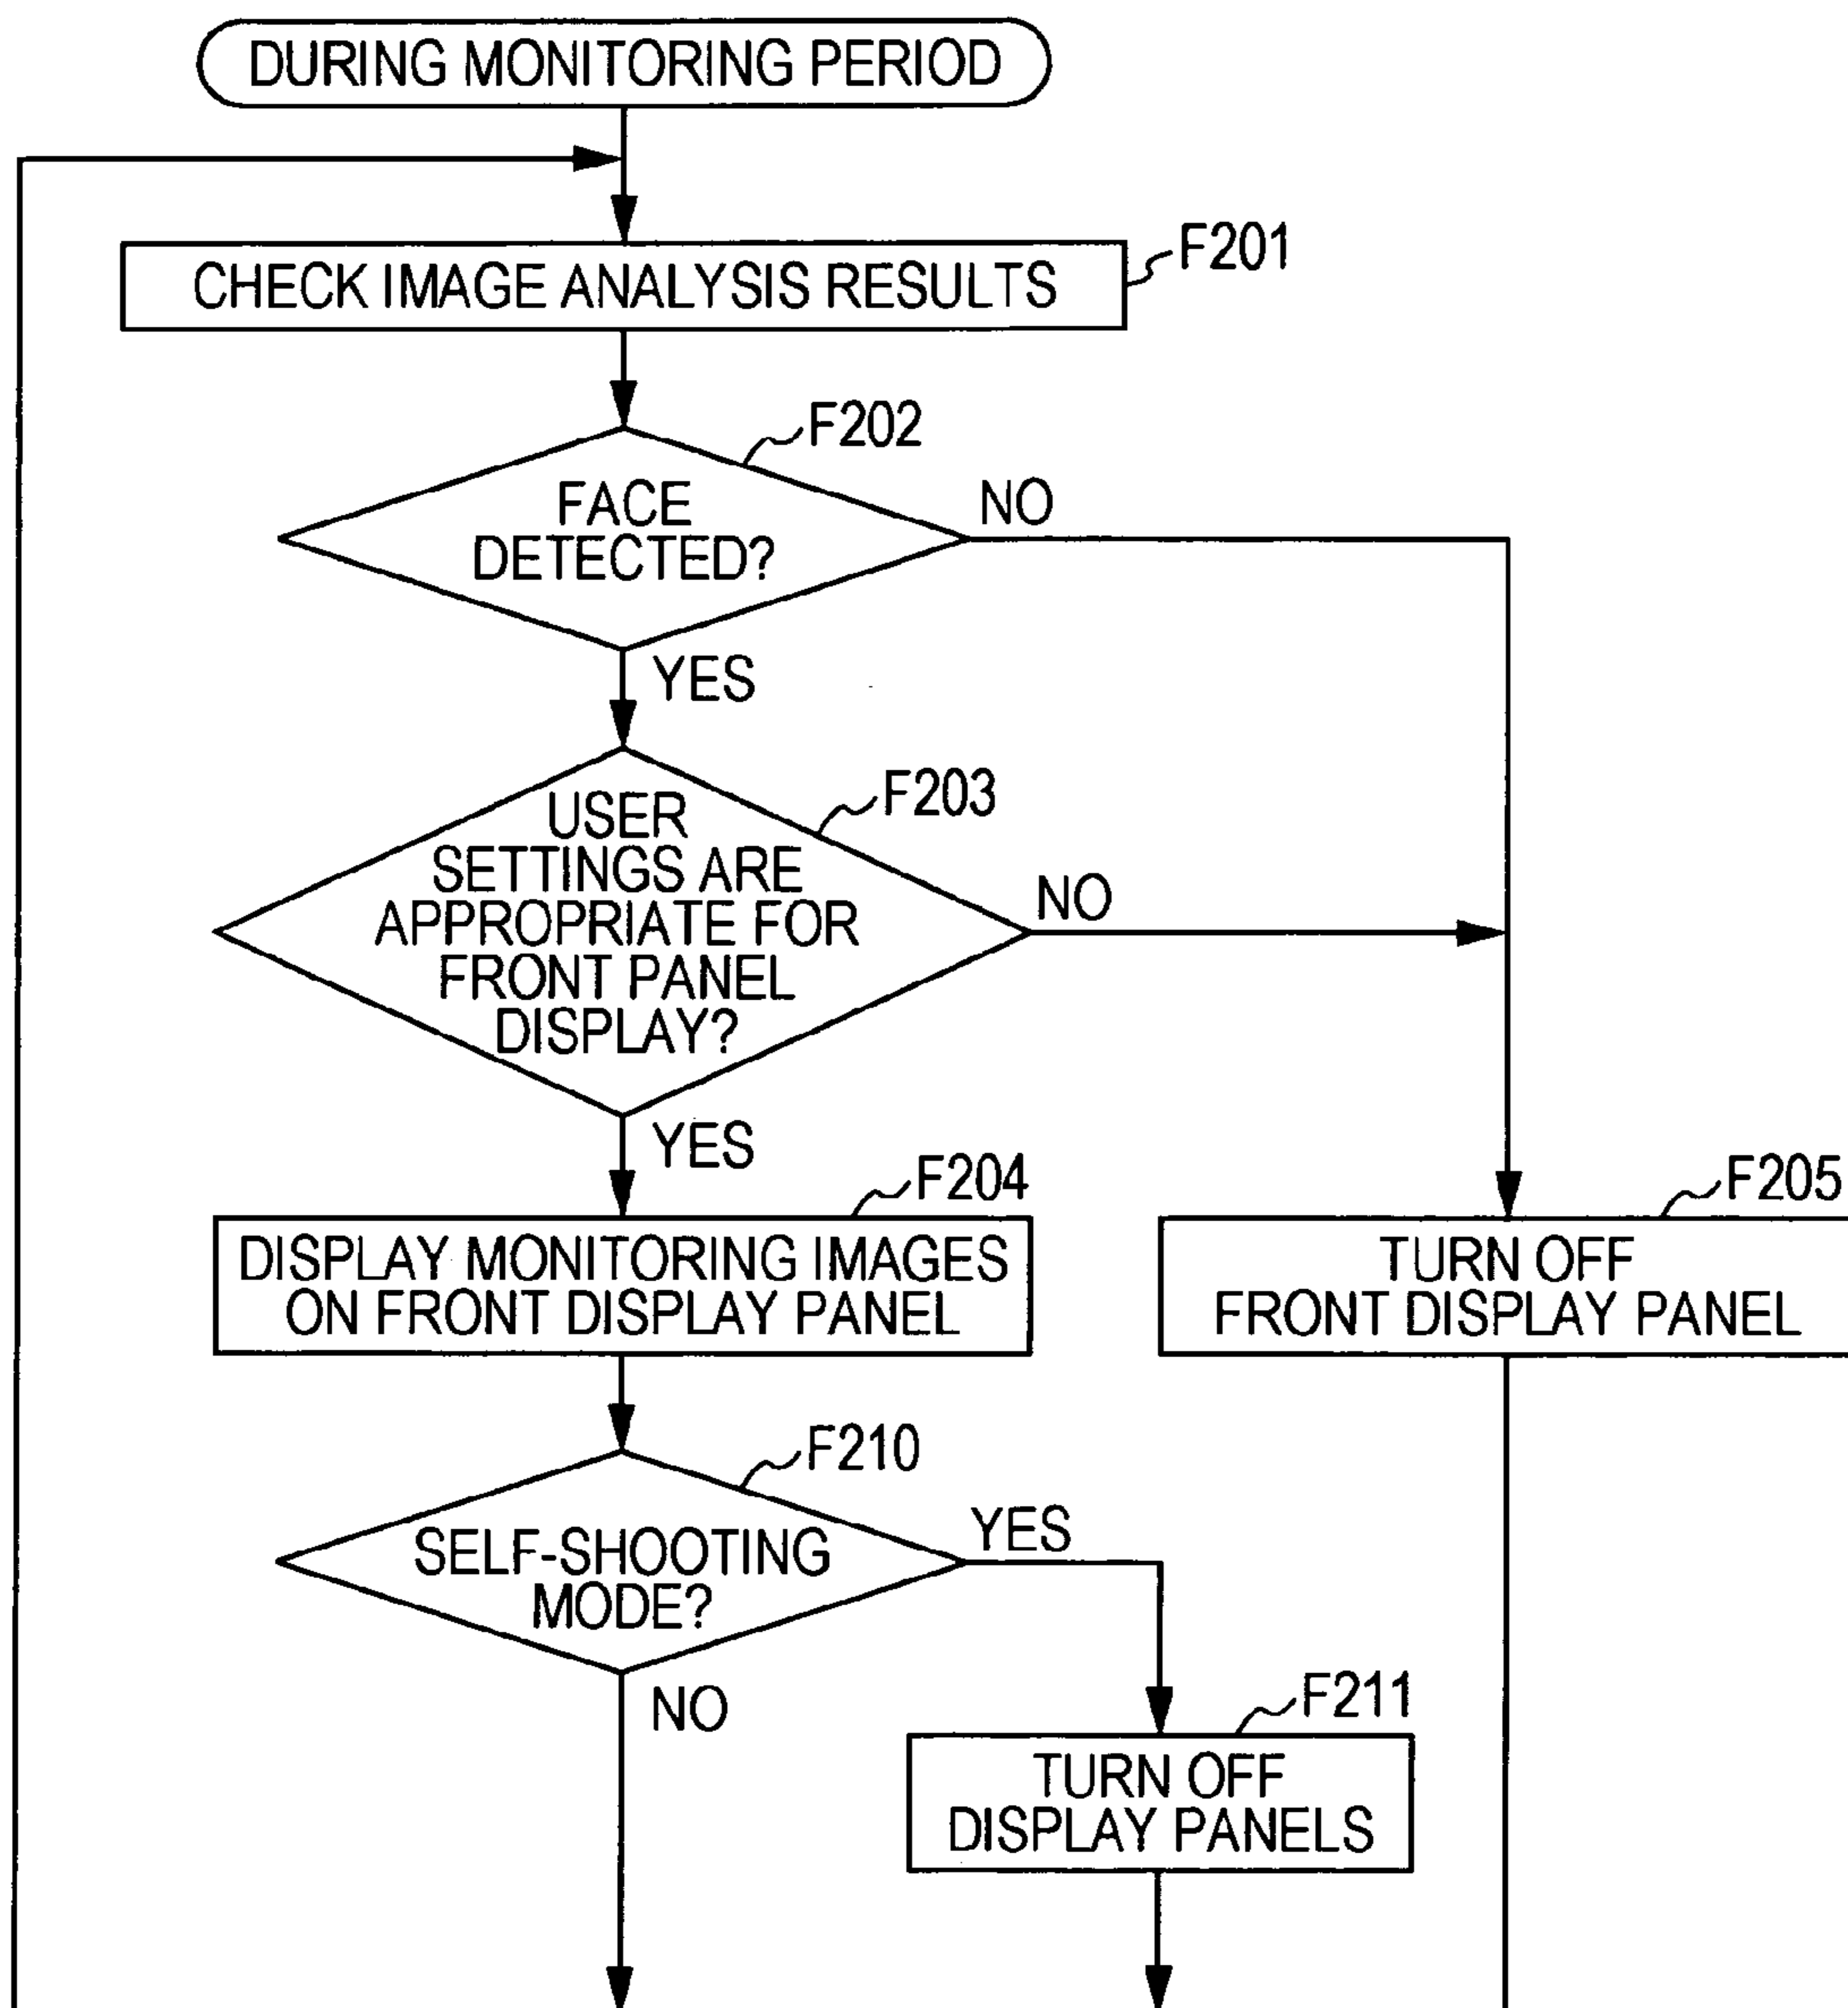 DURING MONITORING PERIOD
F201
CHECK IMAGE ANALYSIS RESULTS
F202
FACE
DETECTED?
NO
YES
F203
USER
SETTINGS ARE
APPROPRIATE FOR
FRONT PANEL
DISPLAY?
NO
YES
F204
DISPLAY MONITORING IMAGES
ON FRONT DISPLAY PANEL
F205
TURN OFF
FRONT DISPLAY PANEL
F210
SELF-SHOOTING
MODE?
YES
NO
F211
TURN OFF
DISPLAY PANELS